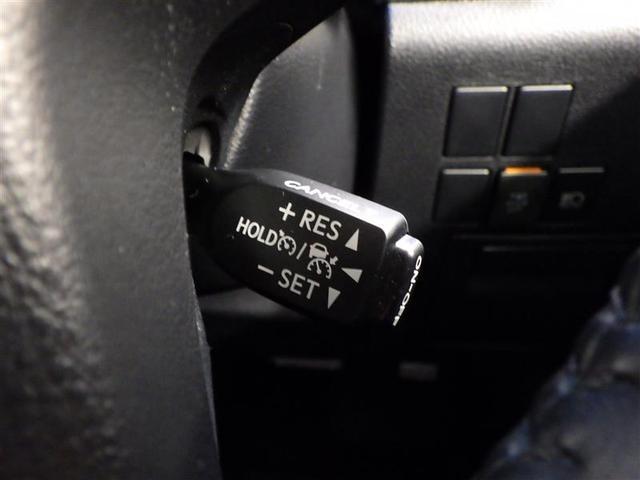 CANCEL
+ RES ▲
HOLD / ◀
− SET ▼
ON-OFF